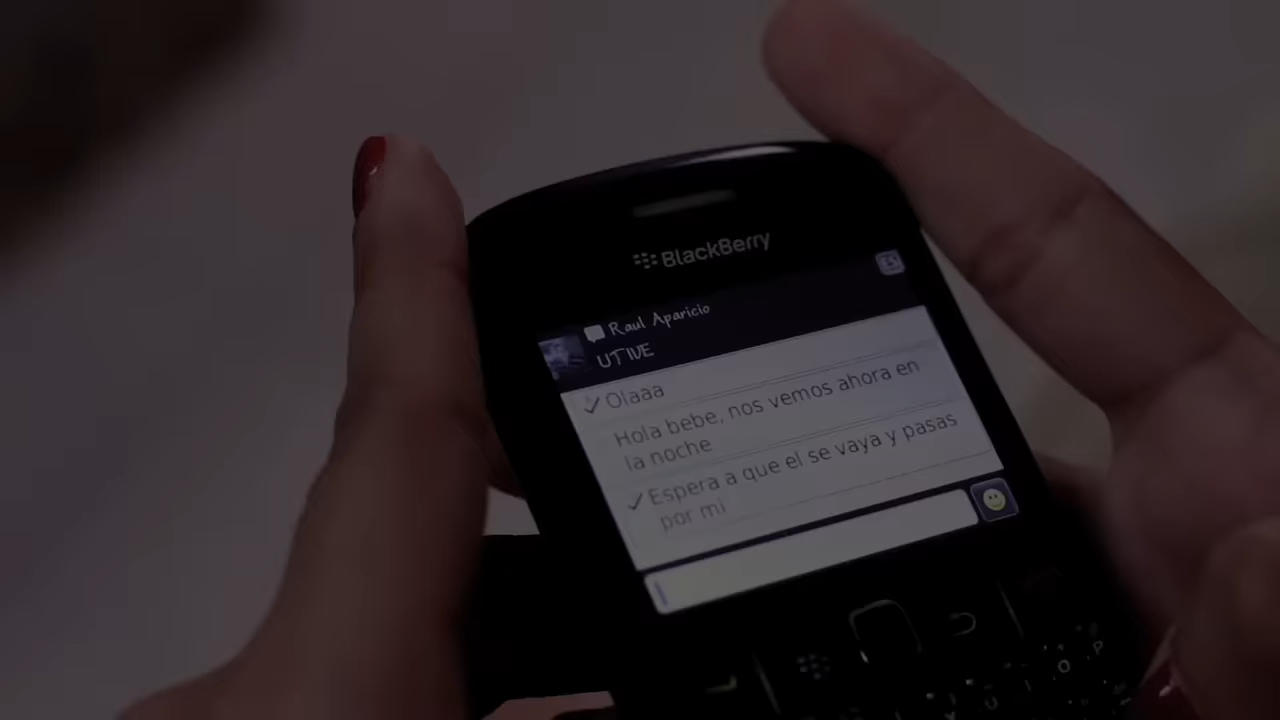 BlackBerry
Raul Aparicio
UTIVE
Olaaa
Hola bebe, nos vemos ahora en
la noche
Espera a que el se vaya y pasas
por mi
O P